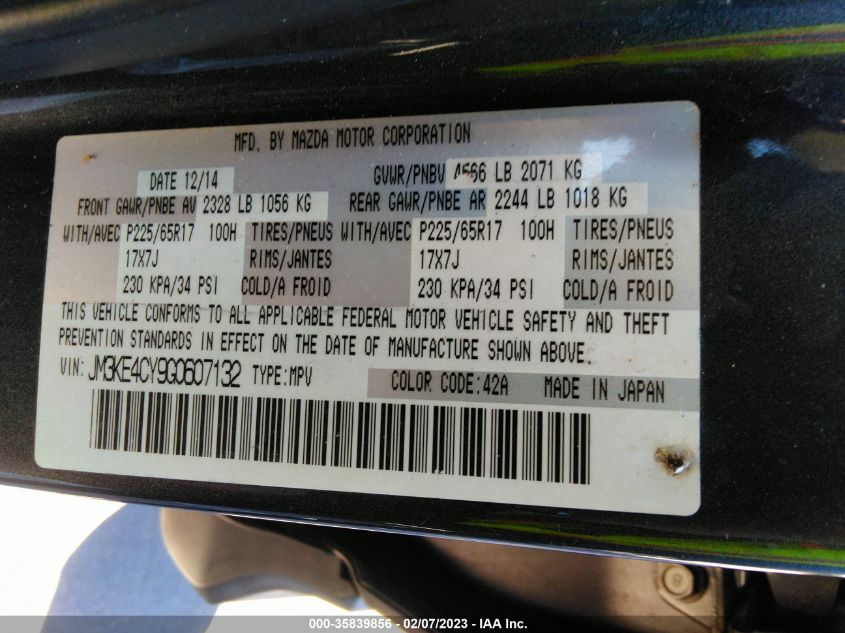 MFD. BY MAZDA MOTOR CORPORATION
DATE 12/14 GVWR/PNBV 4566 LB 2071 KG
FRONT GAWR/PNBE AV 2328 LB 1056 KG REAR GAWR/PNBE AR 2244 LB 1018 KG
WITH/AVEC P225/65R17 100H TIRES/PNEUS WITH/AVEC P225/65R17 100H TIRES/PNEUS
17X7J RIMS/JANTES 17X7J RIMS/JANTES
230 KPA/34 PSI COLD/A FROID 230 KPA/34 PSI COLD/A FROID
THIS VEHICLE CONFORMS TO ALL APPLICABLE FEDERAL MOTOR VEHICLE SAFETY AND THEFT
PREVENTION STANDARDS IN EFFECT ON THE DATE OF MANUFACTURE SHOWN ABOVE.
VIN: JM3KE4CY9G0607132 TYPE:MPV COLOR CODE:42A MADE IN JAPAN
000-35839856 - 02/07/2023 - IAA Inc.